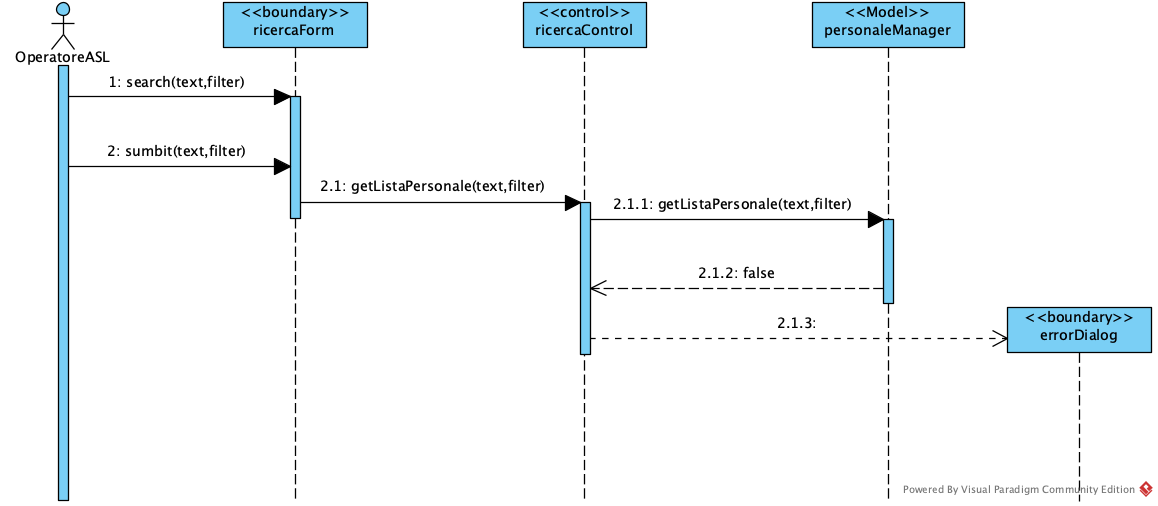 <<boundary>>
ricercaForm
<<control>>
ricercaControl
<<Model>>
personaleManager
OperatoreASL
1: search(text,filter)
2: sumbit(text,filter)
2.1: getListaPersonale(text,filter)
2.1.1: getListaPersonale(text,filter)
2.1.2: false
2.1.3:
<<boundary>>
errorDialog
Powered By Visual Paradigm Community Edition